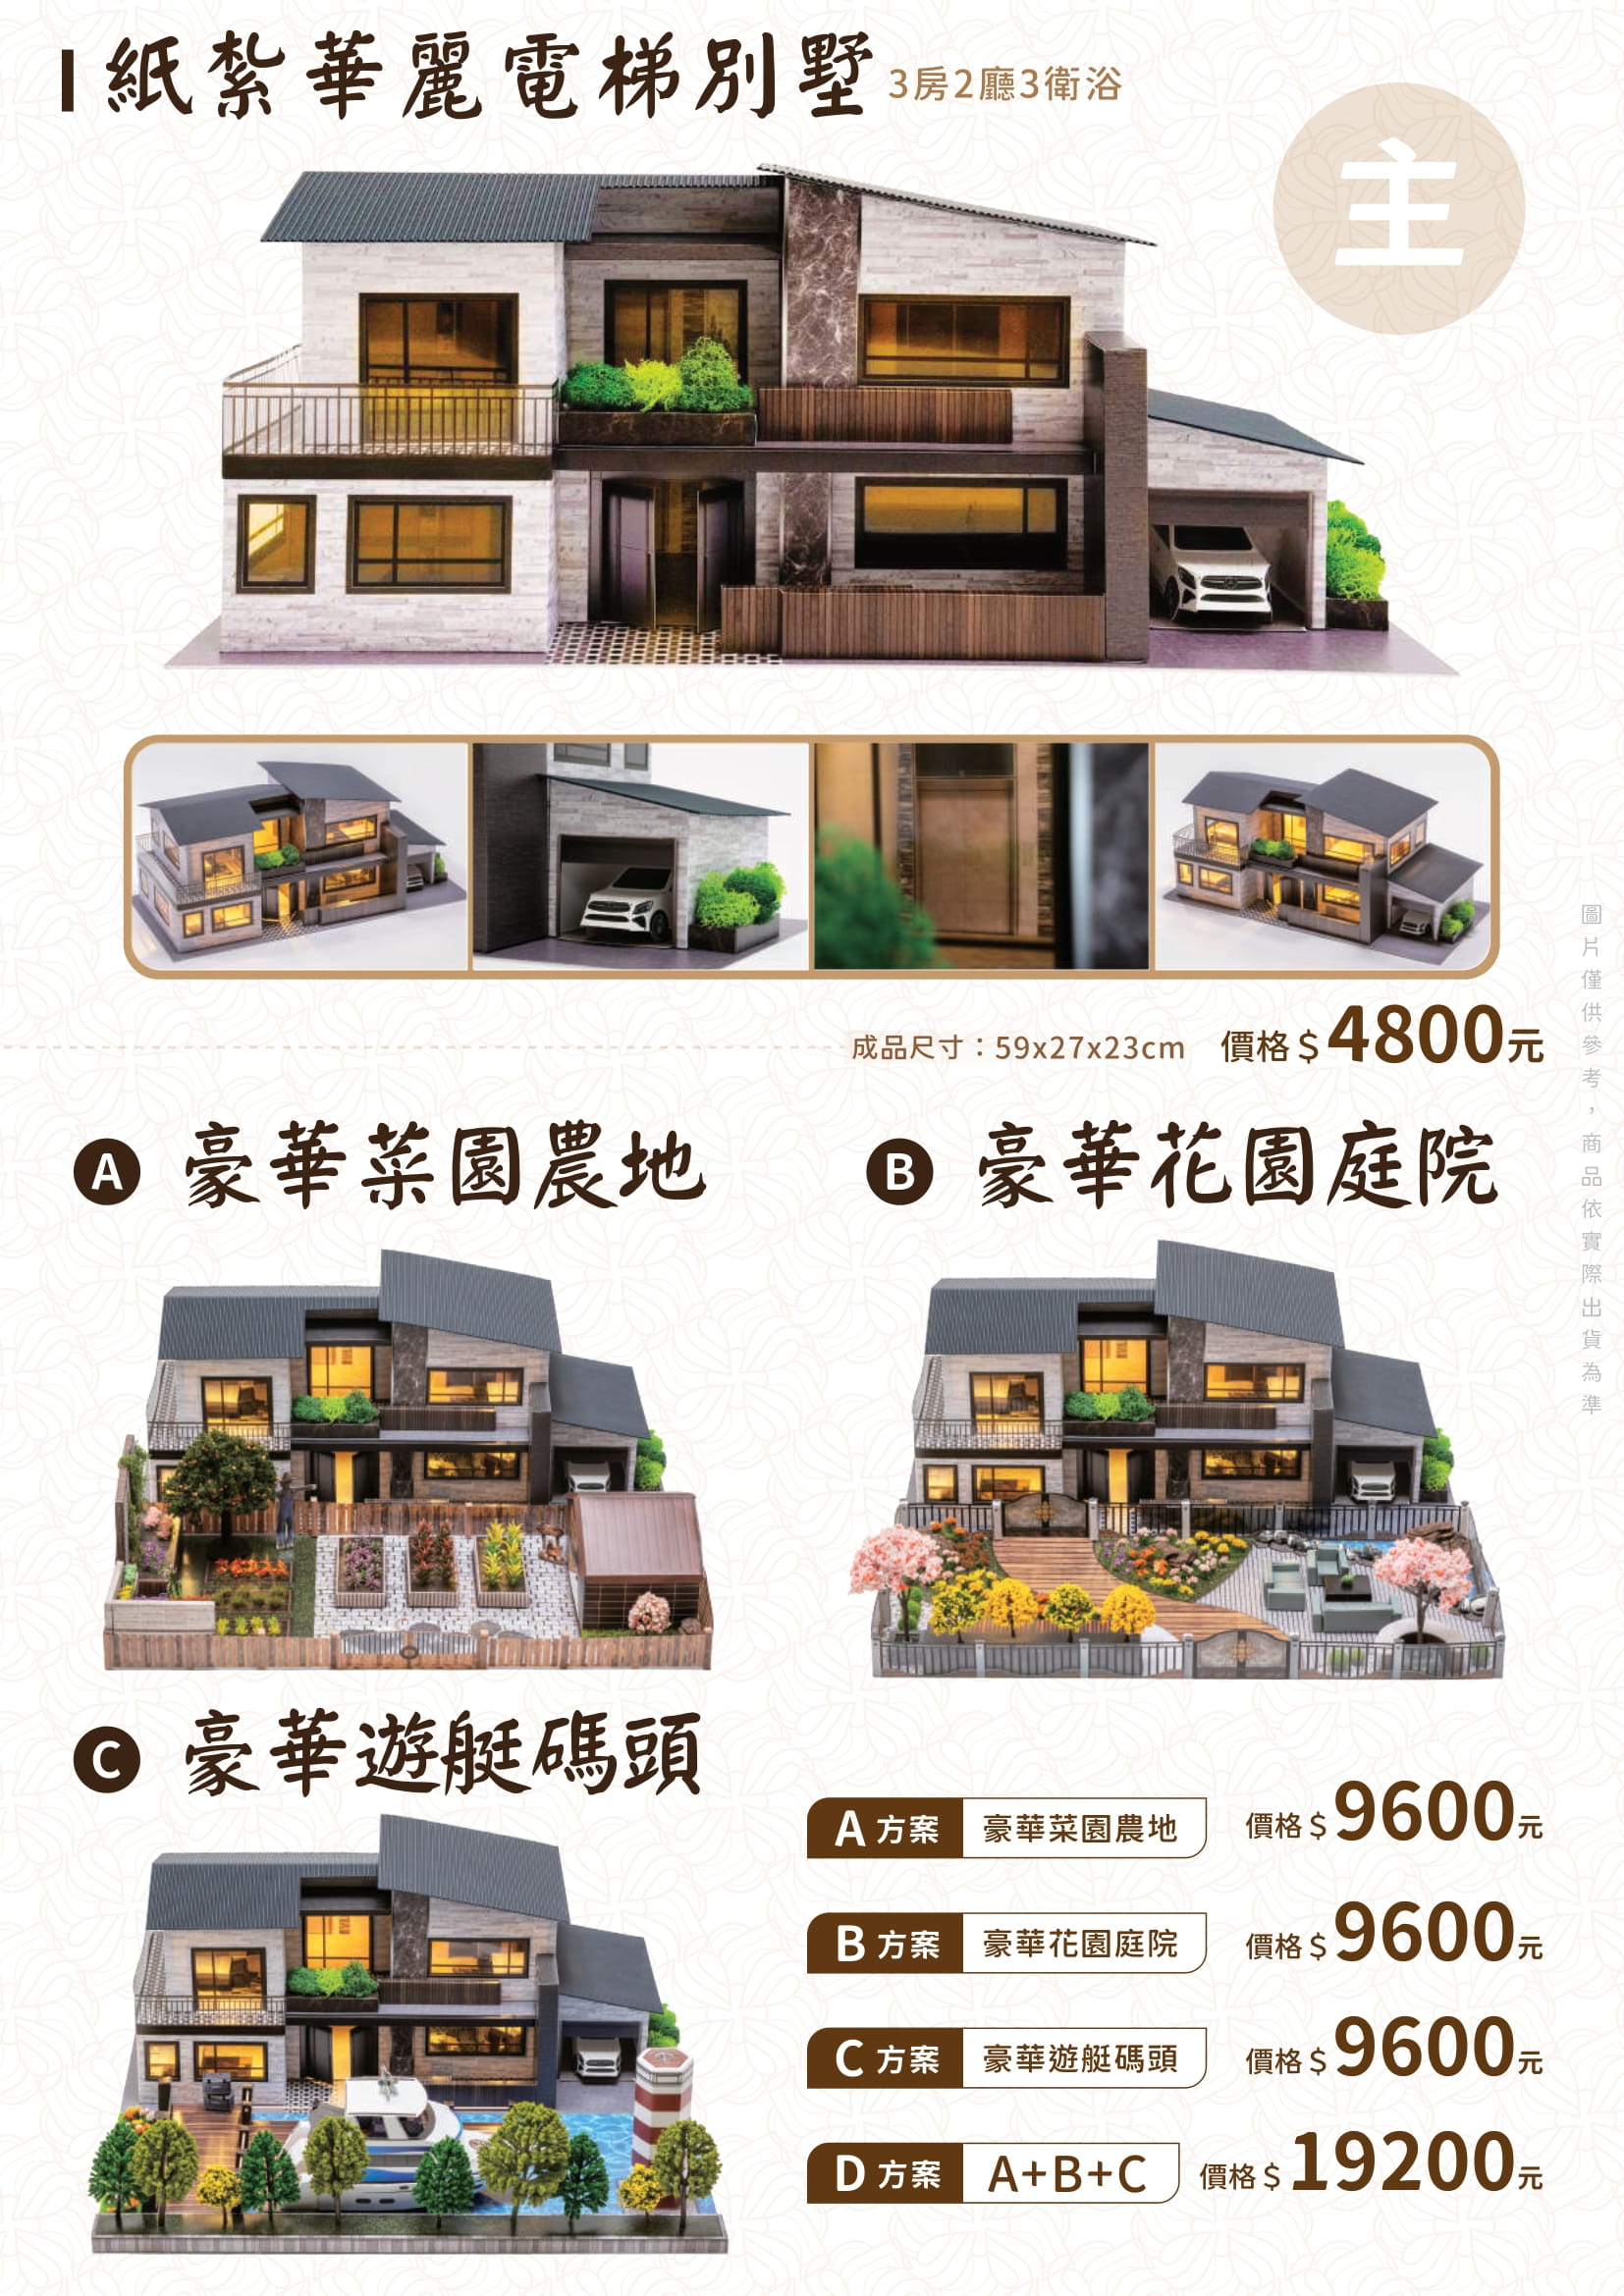 紙紮華麗電梯別墅 3房2廳3衛浴
主
成品尺寸：59x27x23cm 價格$4800元
圖片僅供參考，商品依實際出貨為準
A 豪華菜園農地
B 豪華花園庭院
C 豪華遊艇碼頭
A方案 豪華菜園農地 價格$9600元
B方案 豪華花園庭院 價格$9600元
C方案 豪華遊艇碼頭 價格$9600元
D方案 A+B+C 價格$19200元